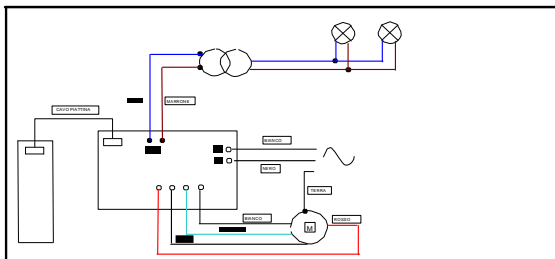 MARRONE
CAVO PIATTINA
BIANCO
NERO
TERRA
BIANCO
ROSSO
M